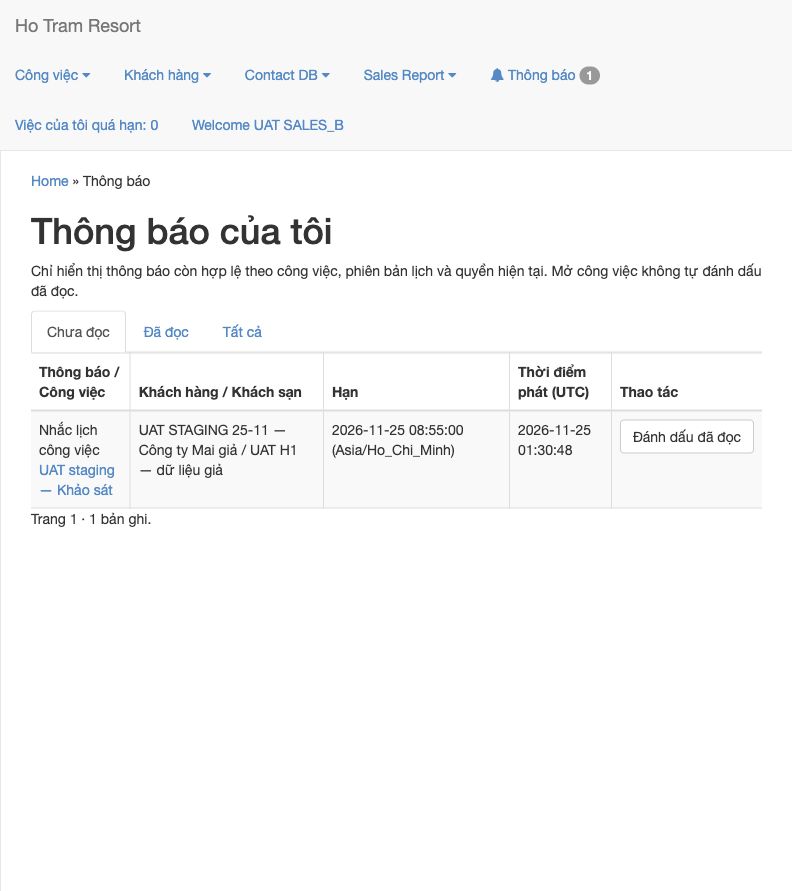 Ho Tram Resort
Công việc Khách hàng Contact DB Sales Report Thông báo 1
Việc của tôi quá hạn: 0 Welcome UAT SALES_B
Home » Thông báo
Thông báo của tôi
Chỉ hiển thị thông báo còn hợp lệ theo công việc, phiên bản lịch và quyền hiện tại. Mở công việc không tự đánh dấu
đã đọc.
Chưa đọc Đã đọc Tất cả
Thông báo /
Công việc
Khách hàng / Khách sạn
Hạn
Thời điểm
phát (UTC)
Thao tác
Nhắc lịch
công việc
UAT staging
— Khảo sát
UAT STAGING 25-11 —
Công ty Mai giả / UAT H1
— dữ liệu giả
2026-11-25 08:55:00
(Asia/Ho_Chi_Minh)
2026-11-25
01:30:48
Đánh dấu đã đọc
Trang 1 · 1 bản ghi.